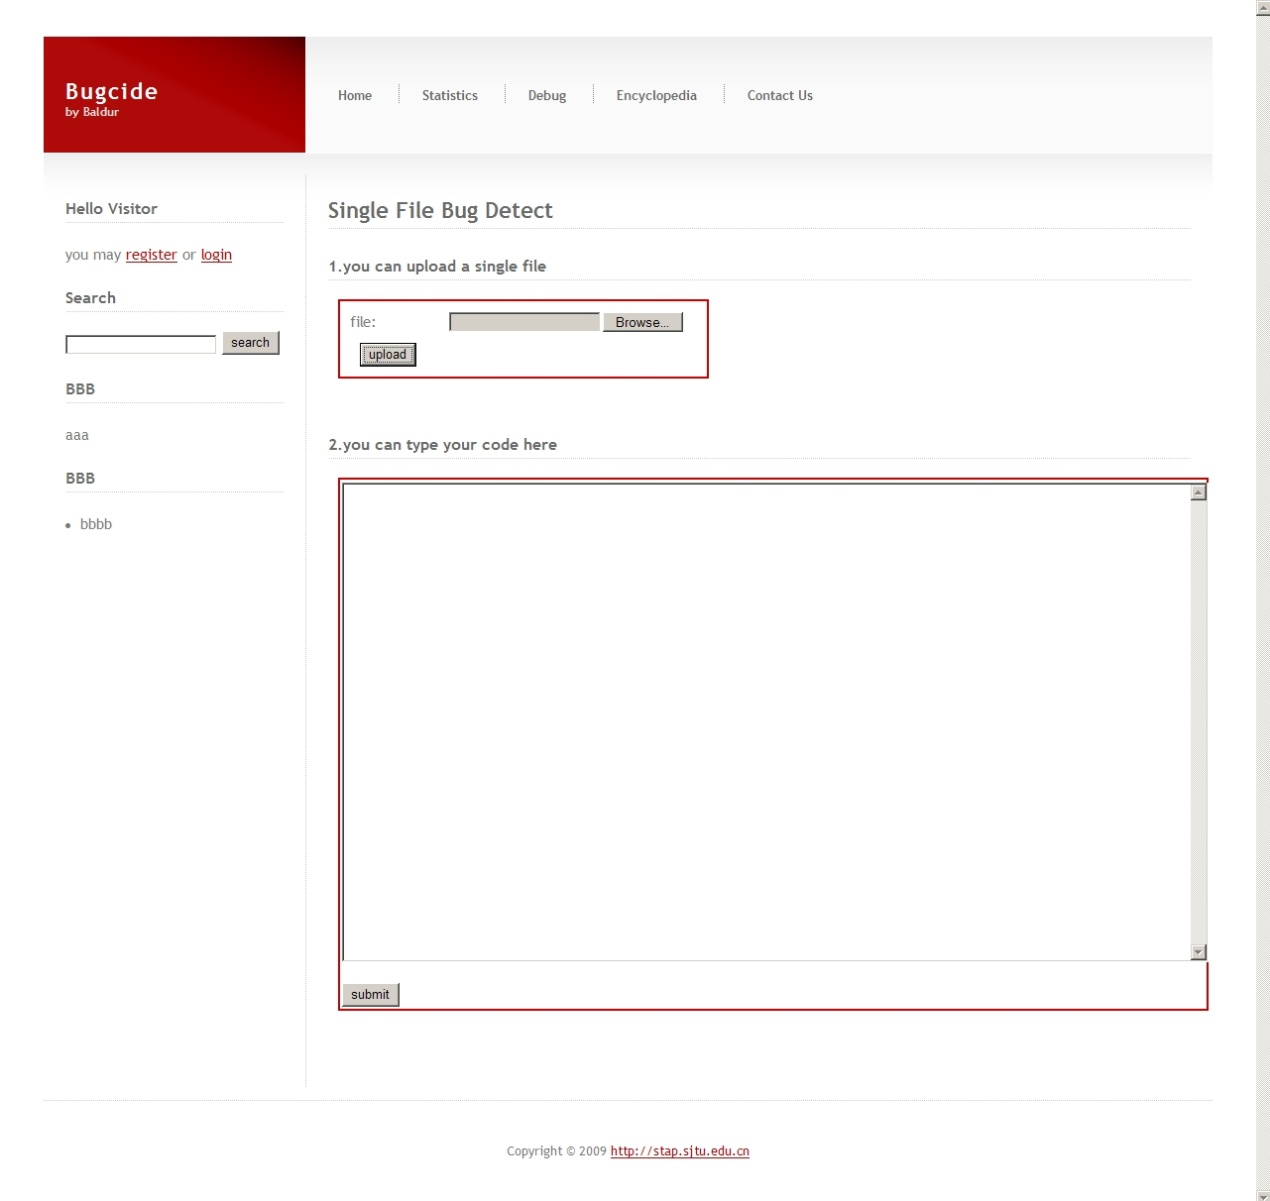 Bugcide
by Baldur
Home Statistics Debug Encyclopedia Contact Us
Hello Visitor
you may register or login
Search
search
BBB
aaa
BBB
bbbb
Single File Bug Detect
1.you can upload a single file
file: Browse...
upload
2.you can type your code here
submit
Copyright © 2009 http://stap.sjtu.edu.cn